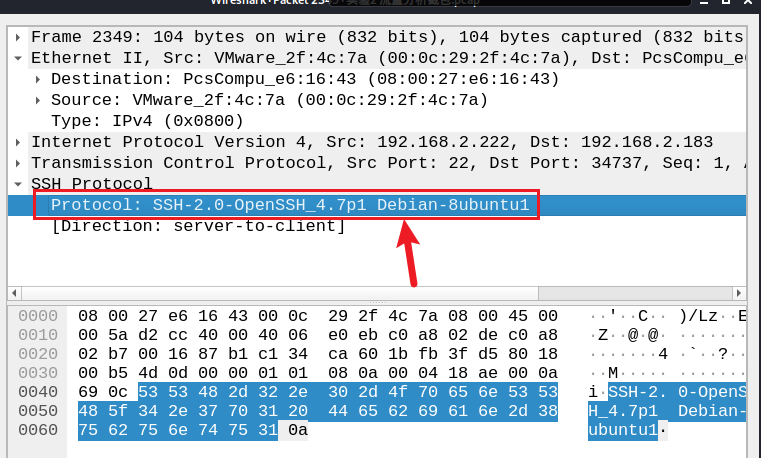 Wireshark·Packet 234
流量分析截包.pcap
Frame 2349: 104 bytes on wire (832 bits), 104 bytes captured (832 bits
Ethernet II, Src: VMware_2f:4c:7a (00:0c:29:2f:4c:7a), Dst: PcsCompu_e6
Destination: PcsCompu_e6:16:43 (08:00:27:e6:16:43)
Source: VMware_2f:4c:7a (00:0c:29:2f:4c:7a)
Type: IPv4 (0x0800)
Internet Protocol Version 4, Src: 192.168.2.222, Dst: 192.168.2.183
Transmission Control Protocol, Src Port: 22, Dst Port: 34737, Seq: 1, A
SSH Protocol
Protocol: SSH-2.0-OpenSSH_4.7p1 Debian-8ubuntu1
[Direction: server-to-client]
0000 08 00 27 e6 16 43 00 0c 29 2f 4c 7a 08 00 45 00 ··'··C·· )/Lz··E
0010 00 5a d2 cc 40 00 40 06 e0 eb c0 a8 02 de c0 a8 ·Z··@·@· ········
0020 02 b7 00 16 87 b1 c1 34 ca 60 1b fb 3f d5 80 18 ·······4 ·`··?··
0030 00 b5 4d 0d 00 00 01 01 08 0a 00 04 18 ae 00 0a ··M····· ········
0040 69 0c 53 53 48 2d 32 2e 30 2d 4f 70 65 6e 53 53 i·SSH-2. 0-OpenSS
0050 48 5f 34 2e 37 70 31 20 44 65 62 69 61 6e 2d 38 H_4.7p1 Debian-
0060 75 62 75 6e 74 75 31 0a ubuntu1·